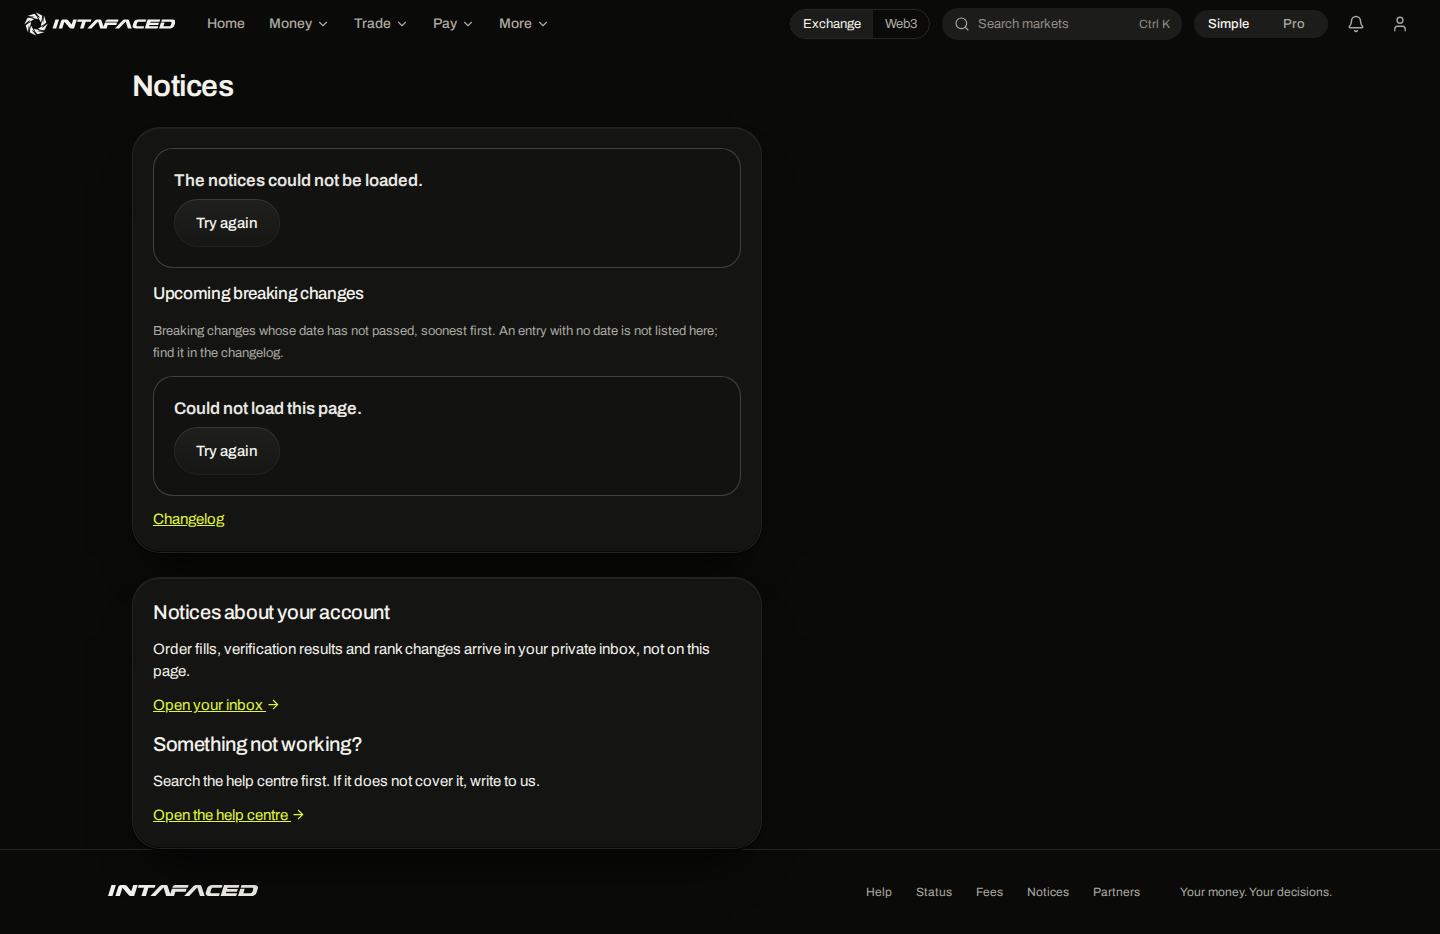 INTAFACED
Home
Money
Trade
Pay
More
Exchange
Web3
Search markets
Ctrl K
Simple
Pro
Notices
The notices could not be loaded.
Try again
Upcoming breaking changes
Breaking changes whose date has not passed, soonest first. An entry with no date is not listed here;
find it in the changelog.
Could not load this page.
Try again
Changelog
Notices about your account
Order fills, verification results and rank changes arrive in your private inbox, not on this
page.
Open your inbox →
Something not working?
Search the help centre first. If it does not cover it, write to us.
Open the help centre →
INTAFACED
Help
Status
Fees
Notices
Partners
Your money. Your decisions.